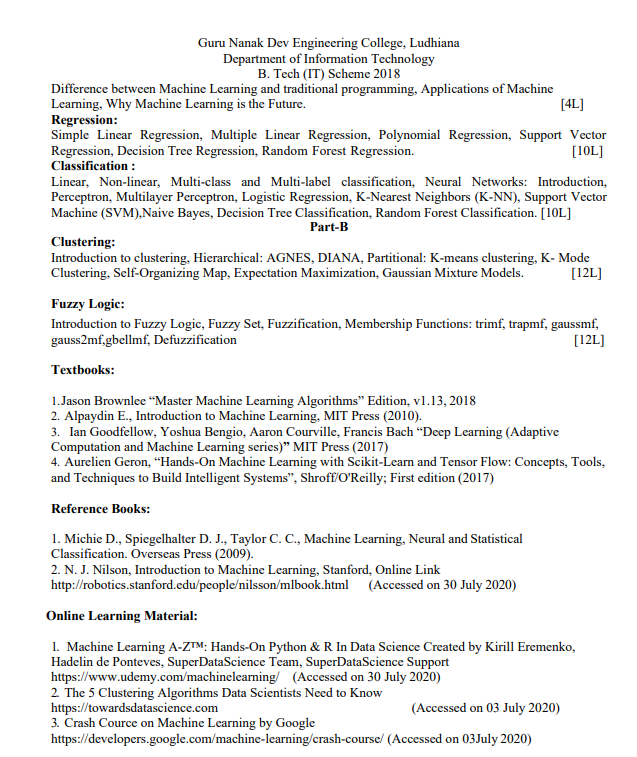 Guru Nanak Dev Engineering College, Ludhiana
Department of Information Technology
B. Tech (IT) Scheme 2018
Difference between Machine Learning and traditional programming, Applications of Machine
Learning, Why Machine Learning is the Future. [4L]
Regression:
Simple Linear Regression, Multiple Linear Regression, Polynomial Regression, Support Vector
Regression, Decision Tree Regression, Random Forest Regression. [10L]
Classification :
Linear, Non-linear, Multi-class and Multi-label classification, Neural Networks: Introduction,
Perceptron, Multilayer Perceptron, Logistic Regression, K-Nearest Neighbors (K-NN), Support Vector
Machine (SVM),Naive Bayes, Decision Tree Classification, Random Forest Classification. [10L]
Part-B
Clustering:
Introduction to clustering, Hierarchical: AGNES, DIANA, Partitional: K-means clustering, K- Mode
Clustering, Self-Organizing Map, Expectation Maximization, Gaussian Mixture Models. [12L]
Fuzzy Logic:
Introduction to Fuzzy Logic, Fuzzy Set, Fuzzification, Membership Functions: trimf, trapmf, gaussmf,
gauss2mf,gbellmf, Defuzzification [12L]
Textbooks:
1.Jason Brownlee “Master Machine Learning Algorithms” Edition, v1.13, 2018
2. Alpaydin E., Introduction to Machine Learning, MIT Press (2010).
3. Ian Goodfellow, Yoshua Bengio, Aaron Courville, Francis Bach “Deep Learning (Adaptive
Computation and Machine Learning series)” MIT Press (2017)
4. Aurelien Geron, “Hands-On Machine Learning with Scikit-Learn and Tensor Flow: Concepts, Tools,
and Techniques to Build Intelligent Systems”, Shroff/O'Reilly; First edition (2017)
Reference Books:
1. Michie D., Spiegelhalter D. J., Taylor C. C., Machine Learning, Neural and Statistical
Classification. Overseas Press (2009).
2. N. J. Nilson, Introduction to Machine Learning, Stanford, Online Link
http://robotics.stanford.edu/people/nilsson/mlbook.html (Accessed on 30 July 2020)
Online Learning Material:
1. Machine Learning A-Z™: Hands-On Python & R In Data Science Created by Kirill Eremenko,
Hadelin de Ponteves, SuperDataScience Team, SuperDataScience Support
https://www.udemy.com/machinelearning/ (Accessed on 30 July 2020)
2. The 5 Clustering Algorithms Data Scientists Need to Know
https://towardsdatascience.com (Accessed on 03 July 2020)
3. Crash Cource on Machine Learning by Google
https://developers.google.com/machine-learning/crash-course/ (Accessed on 03July 2020)